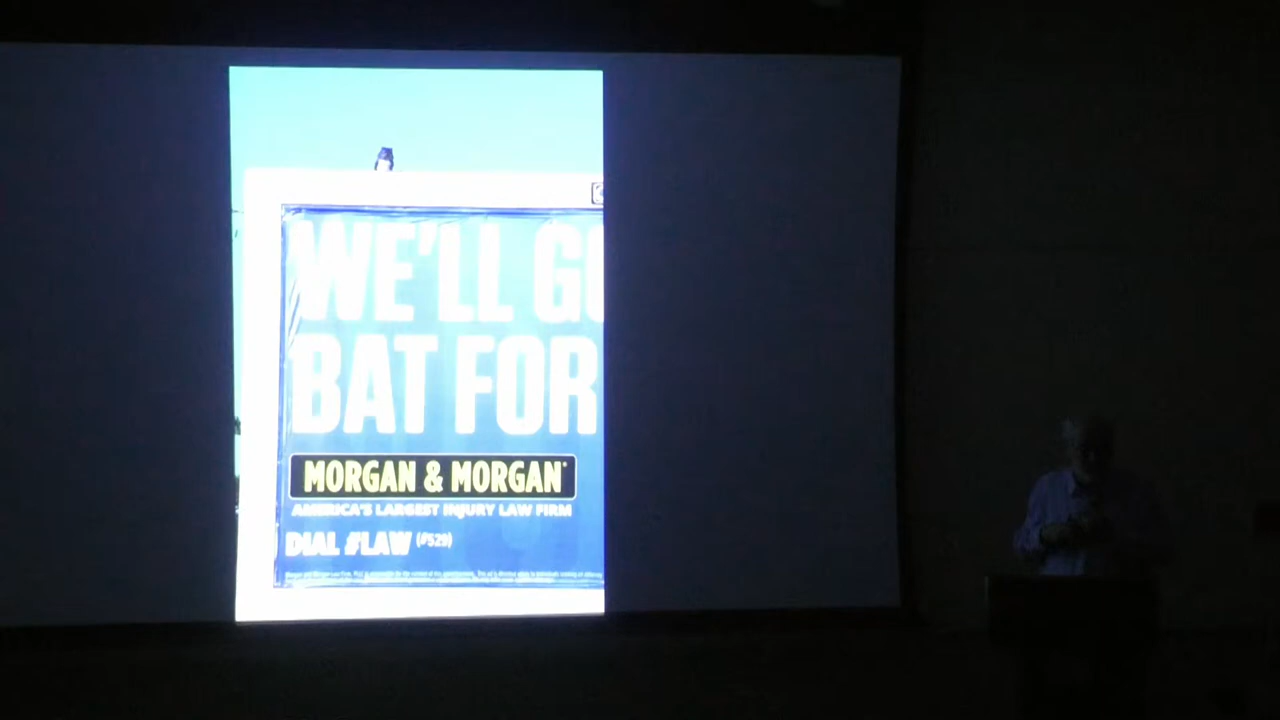 WE'LL GO
BAT FOR
MORGAN & MORGAN
AMERICA'S LARGEST INJURY LAW FIRM
DIAL #LAW (#529)